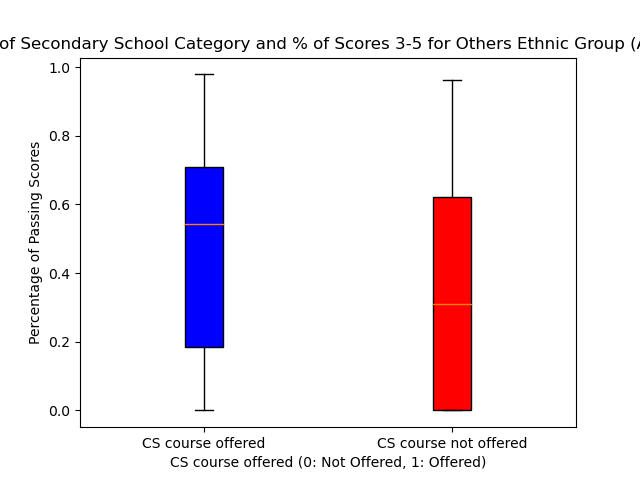 of Secondary School Category and % of Scores 3-5 for Others Ethnic Group (
1.0
0.8
0.6
0.4
0.2
0.0
Percentage of Passing Scores
CS course offered
CS course not offered
CS course offered (0: Not Offered, 1: Offered)